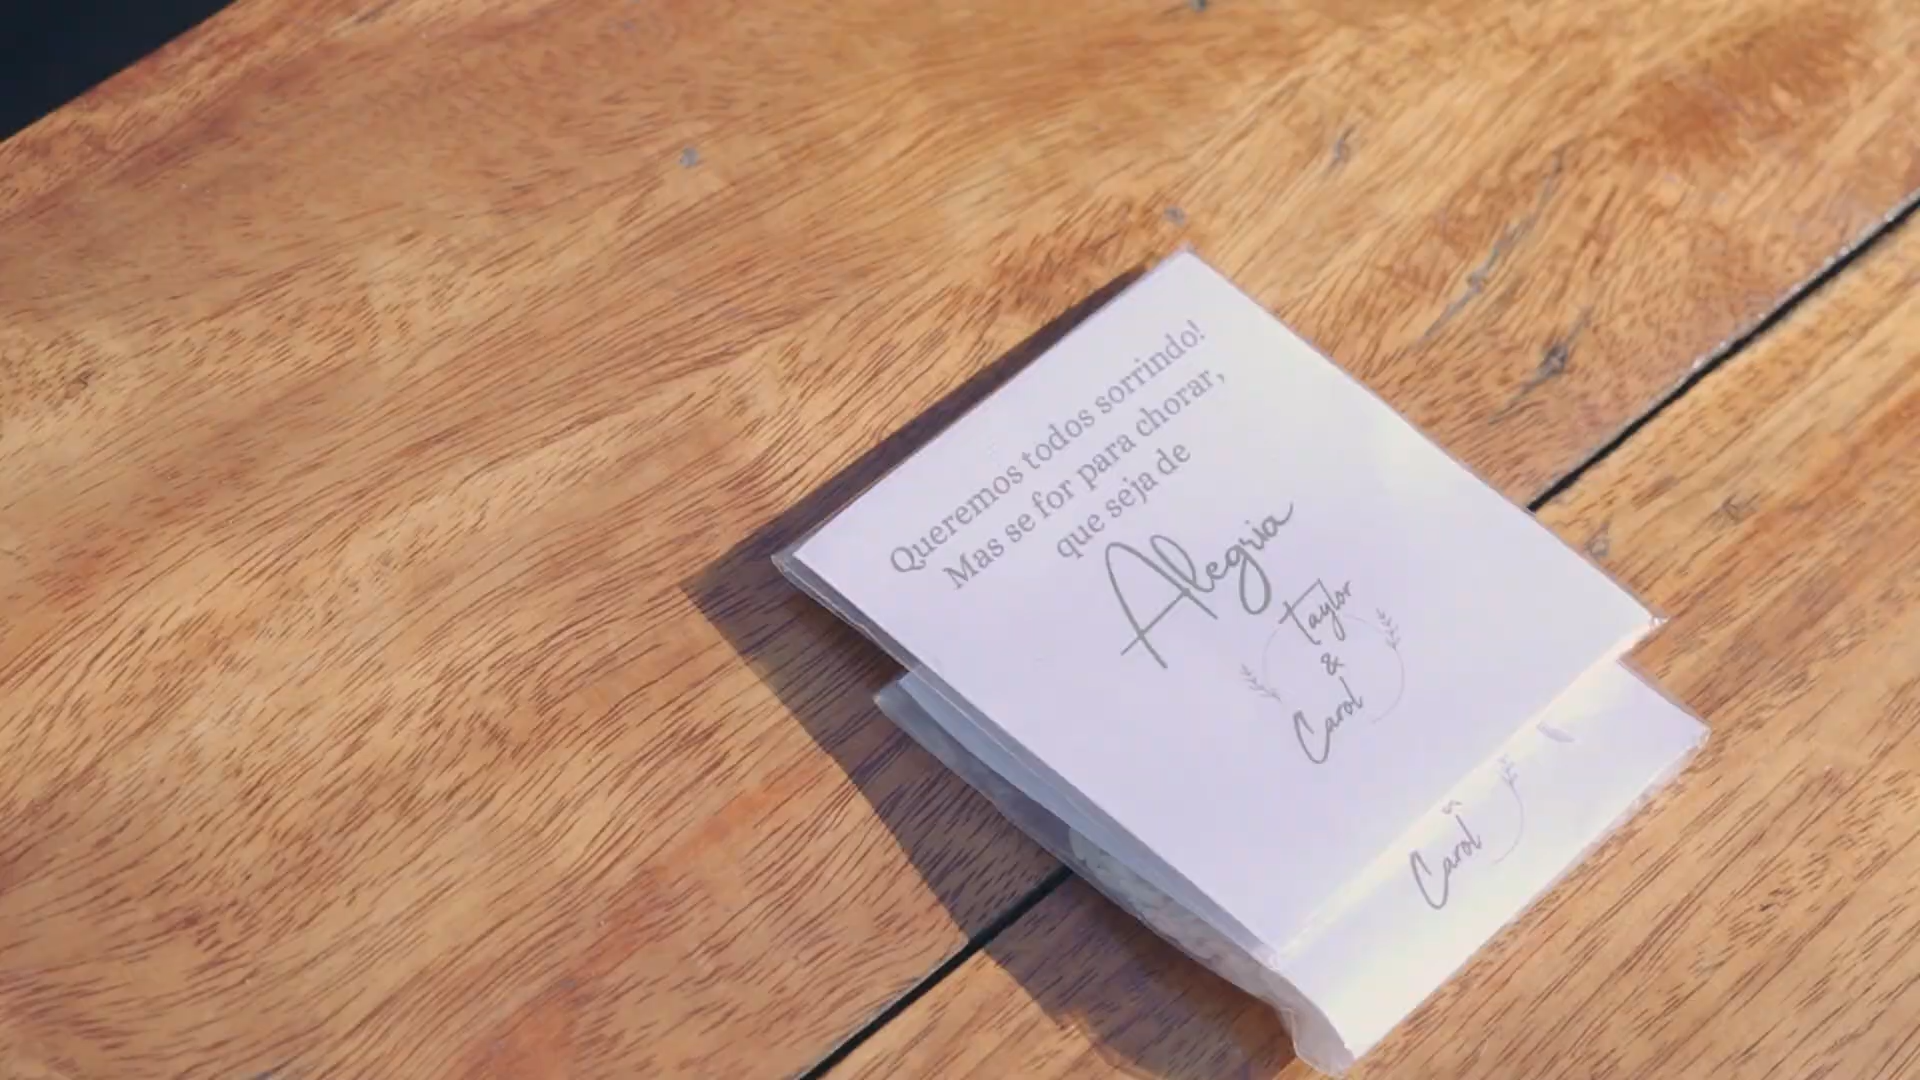 Queremos todos sorrindo!
Mas se for para chorar,
que seja de
Alegria
Taylor
&
Carol
Carol